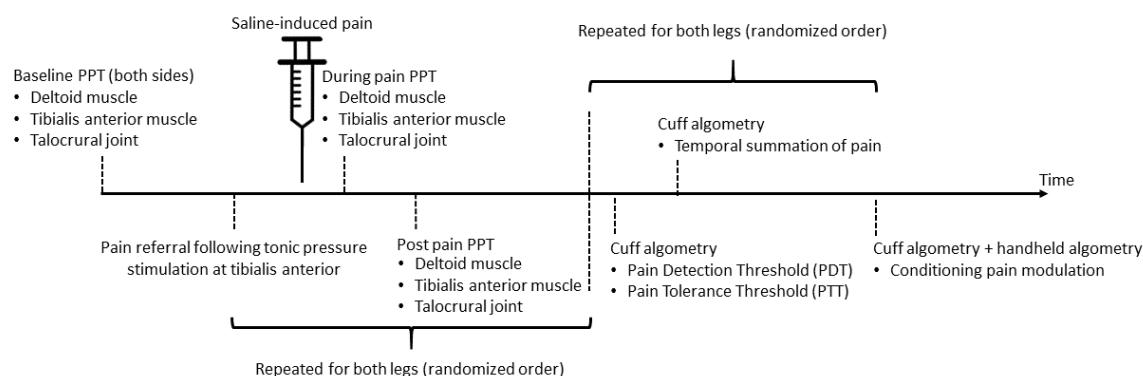 Saline-induced pain
Repeated for both legs (randomized order)
Baseline PPT (both sides)
• Deltoid muscle
• Tibialis anterior muscle
• Talocrural joint
During pain PPT
• Deltoid muscle
• Tibialis anterior muscle
• Talocrural joint
Cuff algometry
• Temporal summation of pain
Time
Pain referral following tonic pressure
stimulation at tibialis anterior
Post pain PPT
• Deltoid muscle
• Tibialis anterior muscle
• Talocrural joint
Cuff algometry
• Pain Detection Threshold (PDT)
• Pain Tolerance Threshold (PTT)
Cuff algometry + handheld algometry
• Conditioning pain modulation
Repeated for both legs (randomized order)